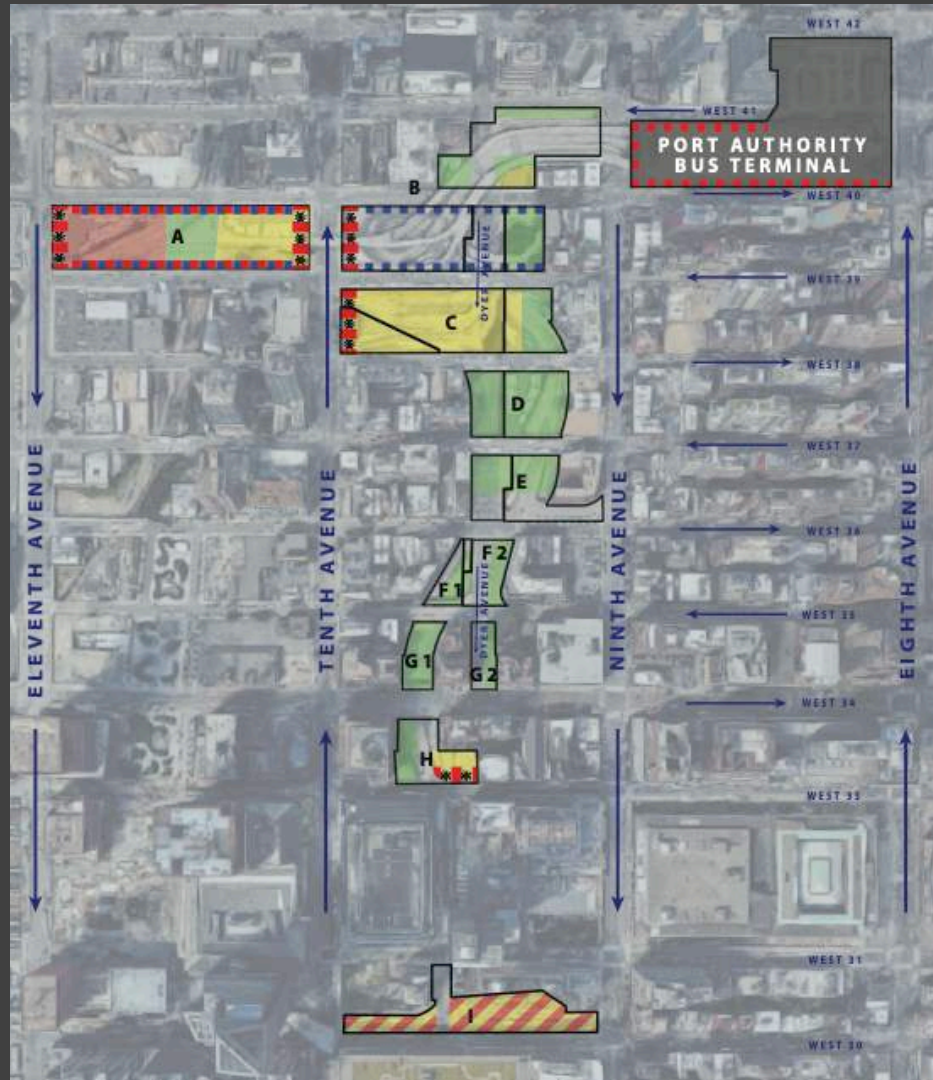 WEST 42
WEST 41
PORT AUTHORITY
BUS TERMINAL
B
WEST 40
A
DYER AVENUE
WEST 39
C
WEST 38
D
WEST 37
ELEVENTH AVENUE
TENTH AVENUE
E
NINTH AVENUE
EIGHTH AVENUE
WEST 36
F 2
F 1
DYER AVENUE
WEST 35
G 1
G 2
WEST 34
H
WEST 33
WEST 31
I
WEST 30